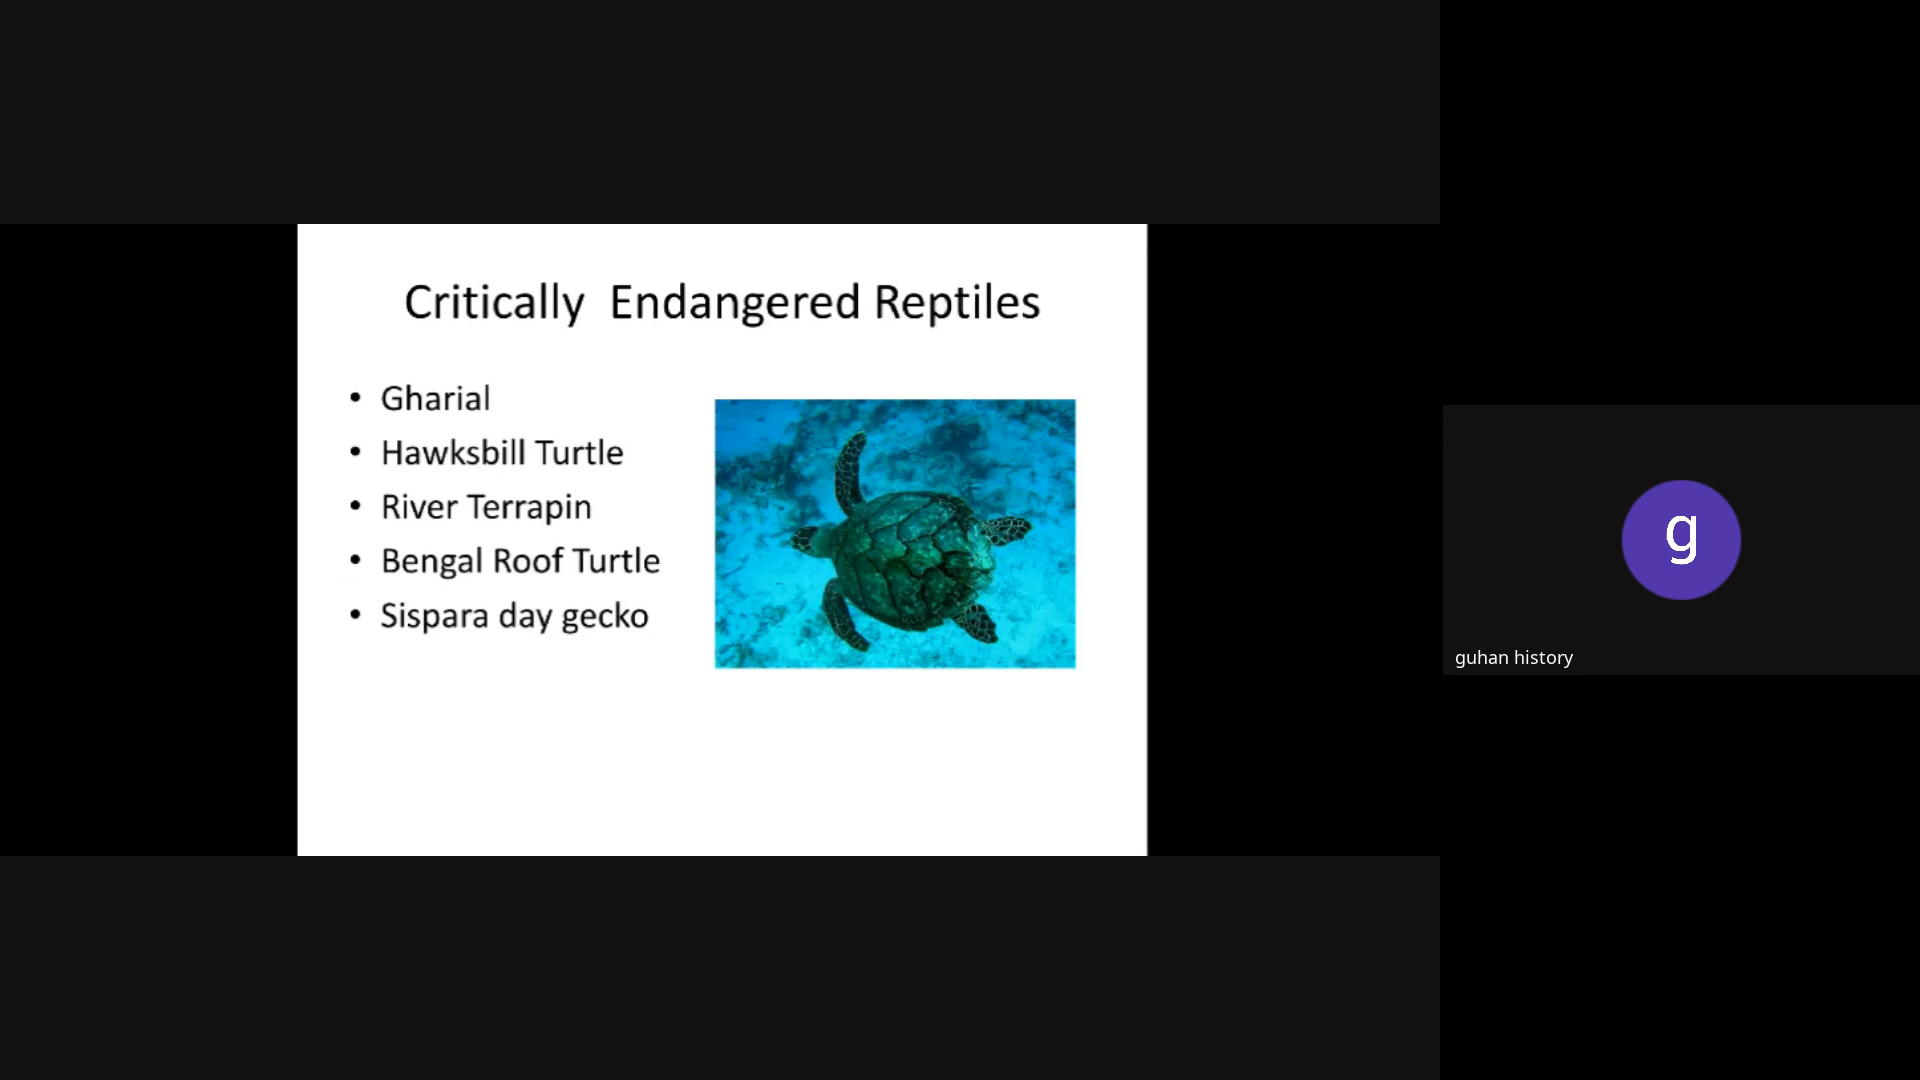 Critically  Endangered Reptiles
• Gharial
• Hawksbill Turtle
• River Terrapin
• Bengal Roof Turtle
• Sispara day gecko
g
guhan history